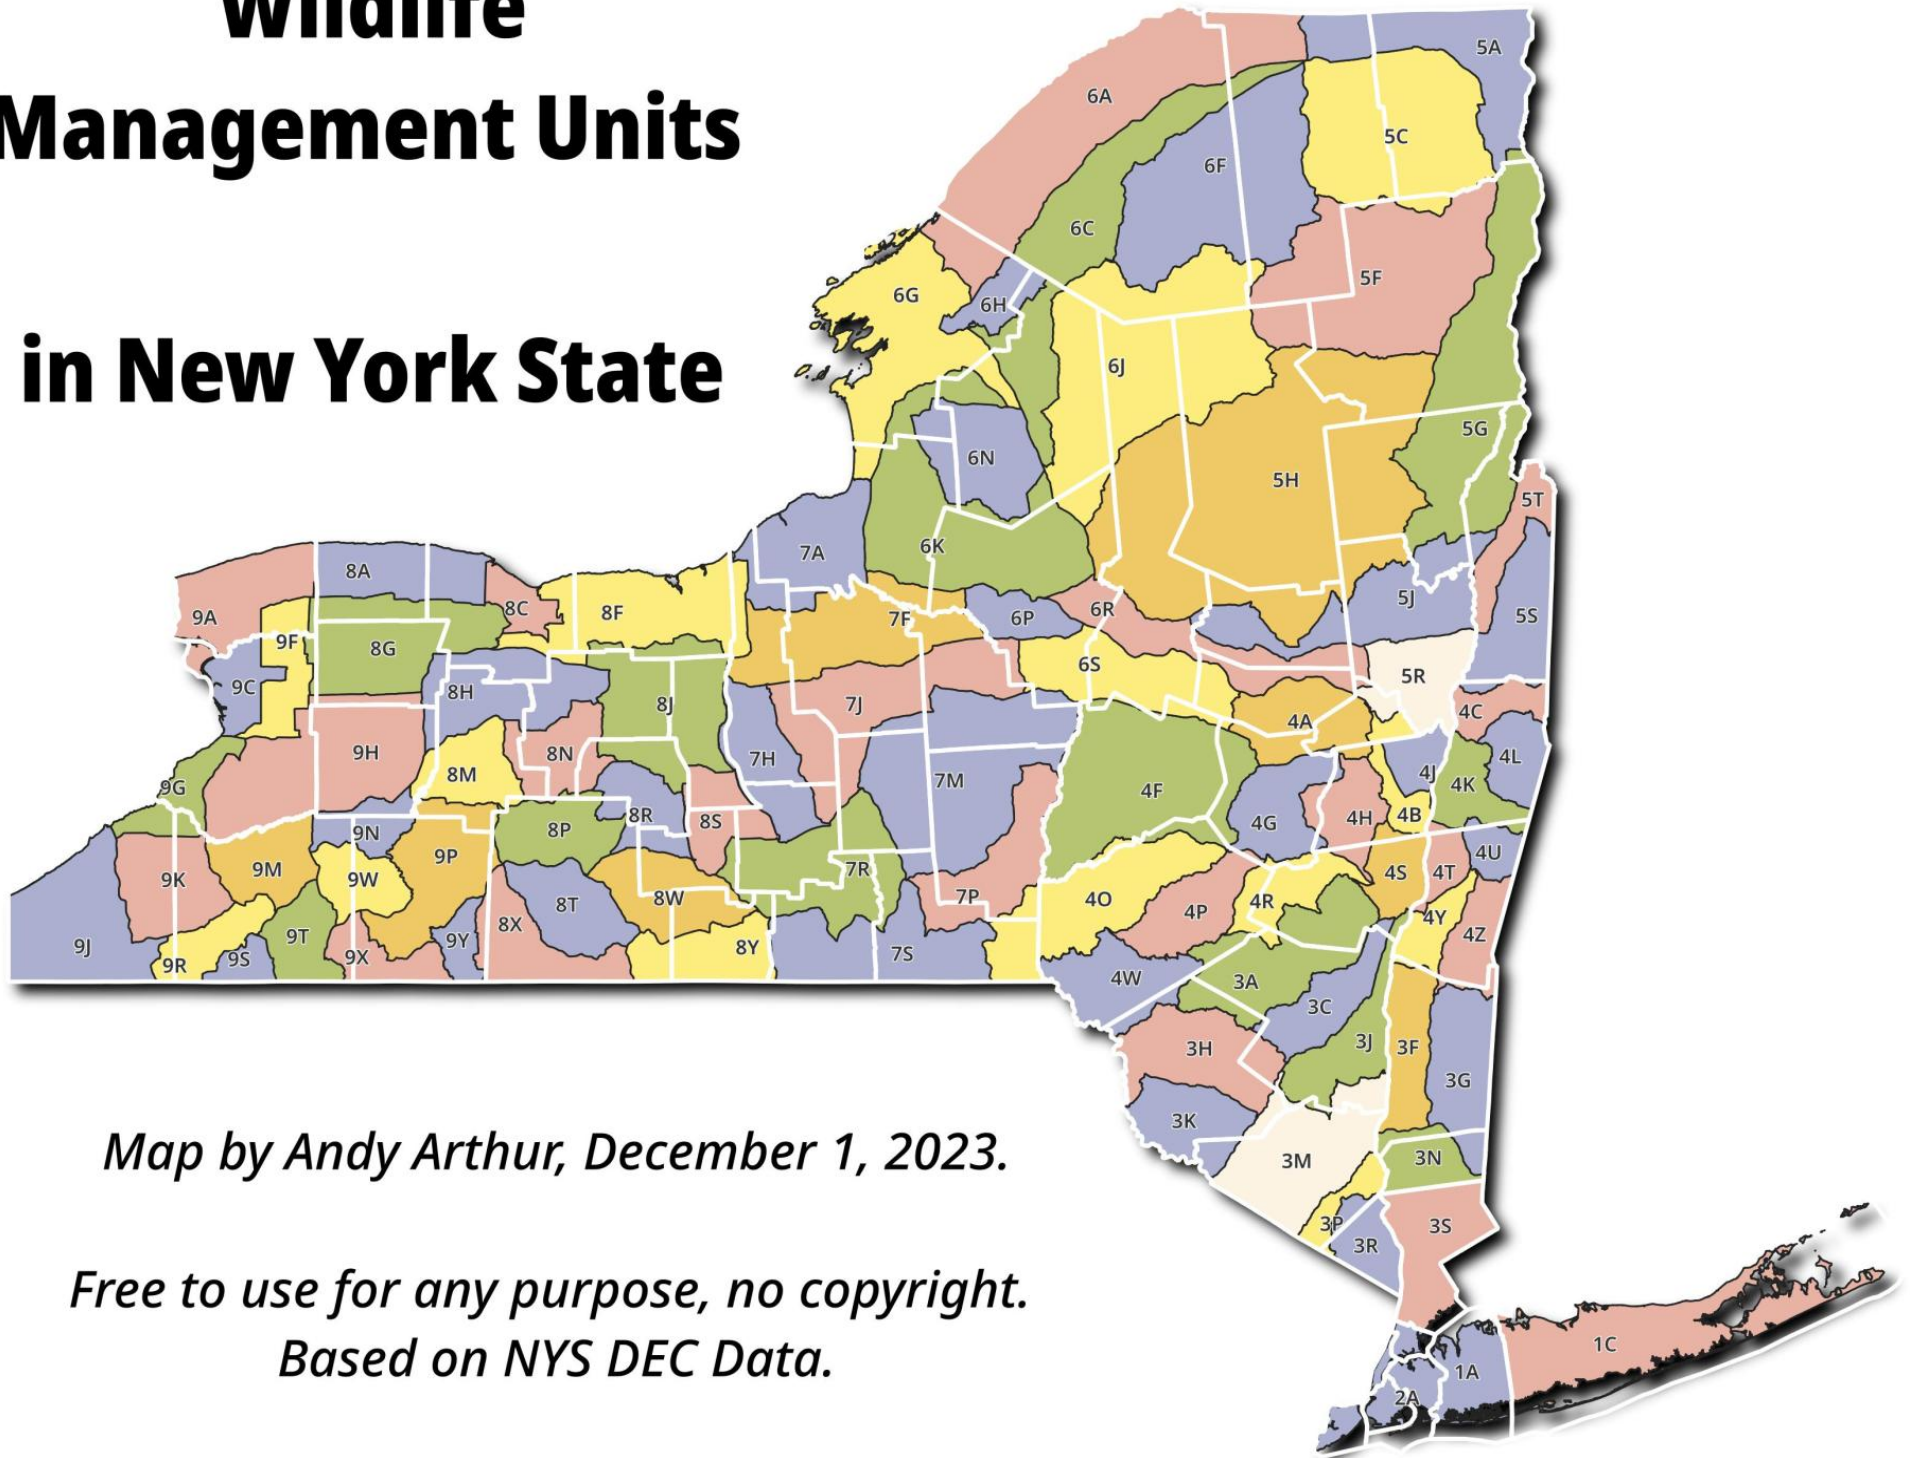 Wildlife
Management Units
in New York State
5A
6A
5C
6F
6C
5F
6G
6H
6J
5G
6N
5H
5T
7A
6K
8A
8C
8F
9A
7F
6P
6R
5J
5S
9F
8G
6S
5R
9C
8H
8J
7J
4C
4A
9H
8N
7H
8M
7M
4J
4L
4K
9G
4F
8R
8S
4G
4H
4B
8P
9N
9P
9M
9K
9W
7R
4S
4T
4U
8T
8W
7P
4O
4P
4R
4Y
8X
9T
9Y
4Z
9J
9R
9S
9X
8Y
7S
4W
3A
3C
3H
3J
3F
3G
3K
3M
3N
3P
3R
3S
Map by Andy Arthur, December 1, 2023.
Free to use for any purpose, no copyright.
Based on NYS DEC Data.
1C
1A
2A